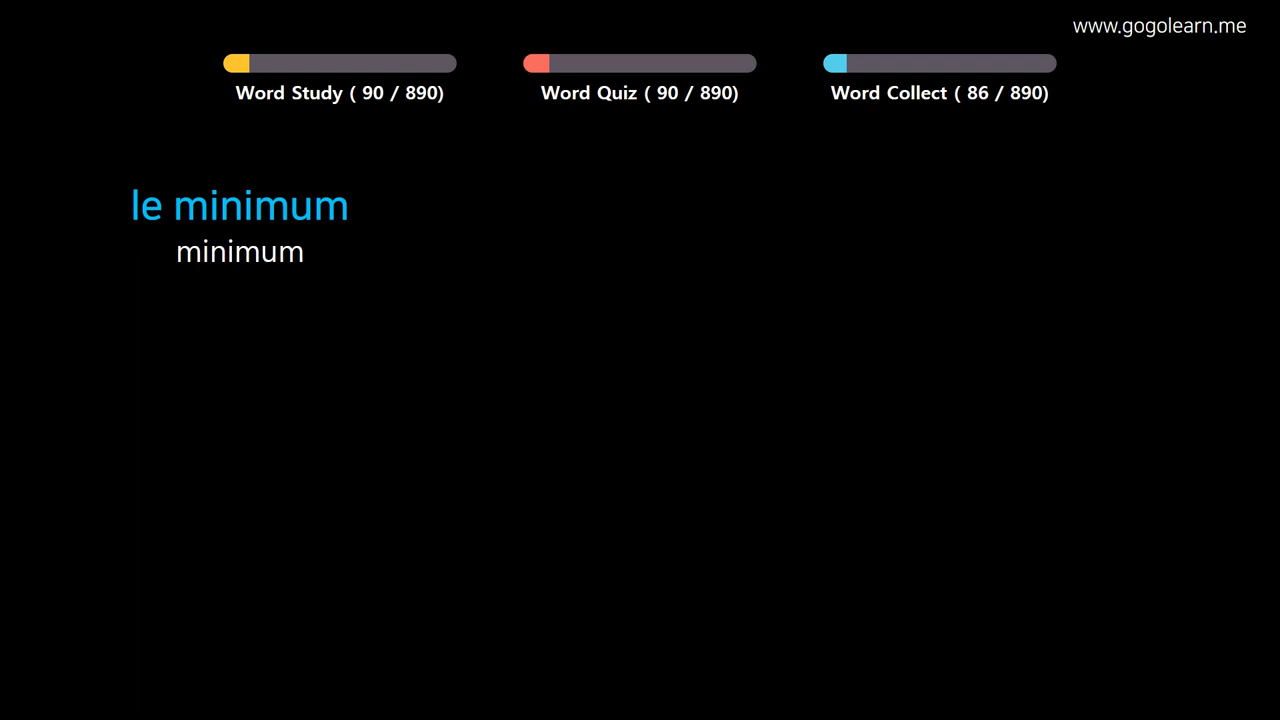 www.gogolearn.me
Word Study ( 90 / 890)
Word Quiz ( 90 / 890)
Word Collect ( 86 / 890)
le minimum
minimum